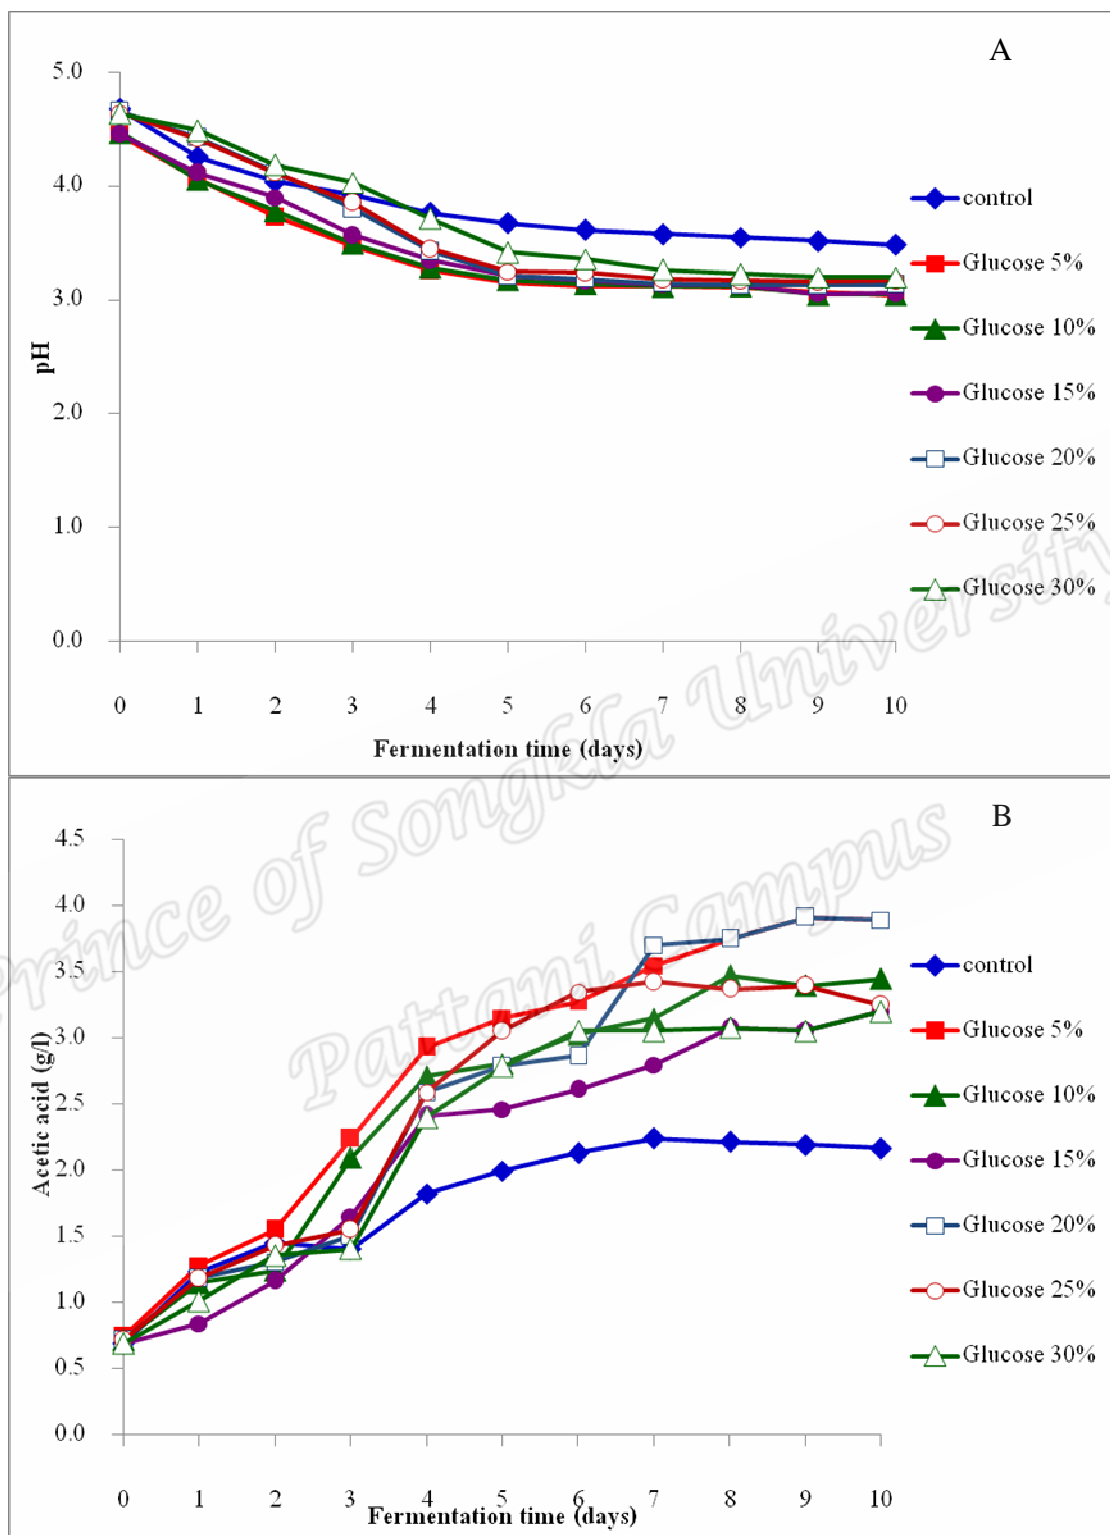 A
5.0
4.0
3.0
2.0
1.0
0.0
pH
0 1 2 3 4 5 6 7 8 9 10
Fermentation time (days)
control
Glucose 5%
Glucose 10%
Glucose 15%
Glucose 20%
Glucose 25%
Glucose 30%
B
4.5
4.0
3.5
3.0
2.5
2.0
1.5
1.0
0.5
0.0
Acetic acid (g/l)
0 1 2 3 4 5 6 7 8 9 10
Fermentation time (days)
control
Glucose 5%
Glucose 10%
Glucose 15%
Glucose 20%
Glucose 25%
Glucose 30%
Prince of Songkla University
Pattani Campus